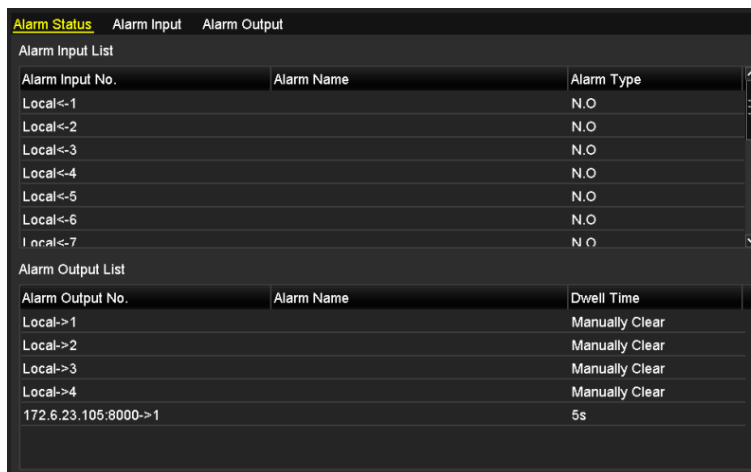 Alarm Status Alarm Input Alarm Output
Alarm Input List
Alarm Input No. Alarm Name Alarm Type
Local<-1 N.O
Local<-2 N.O
Local<-3 N.O
Local<-4 N.O
Local<-5 N.O
Local<-6 N.O
Local<-7 N.O
Alarm Output List
Alarm Output No. Alarm Name Dwell Time
Local->1 Manually Clear
Local->2 Manually Clear
Local->3 Manually Clear
Local->4 Manually Clear
172.6.23.105:8000->1 5s